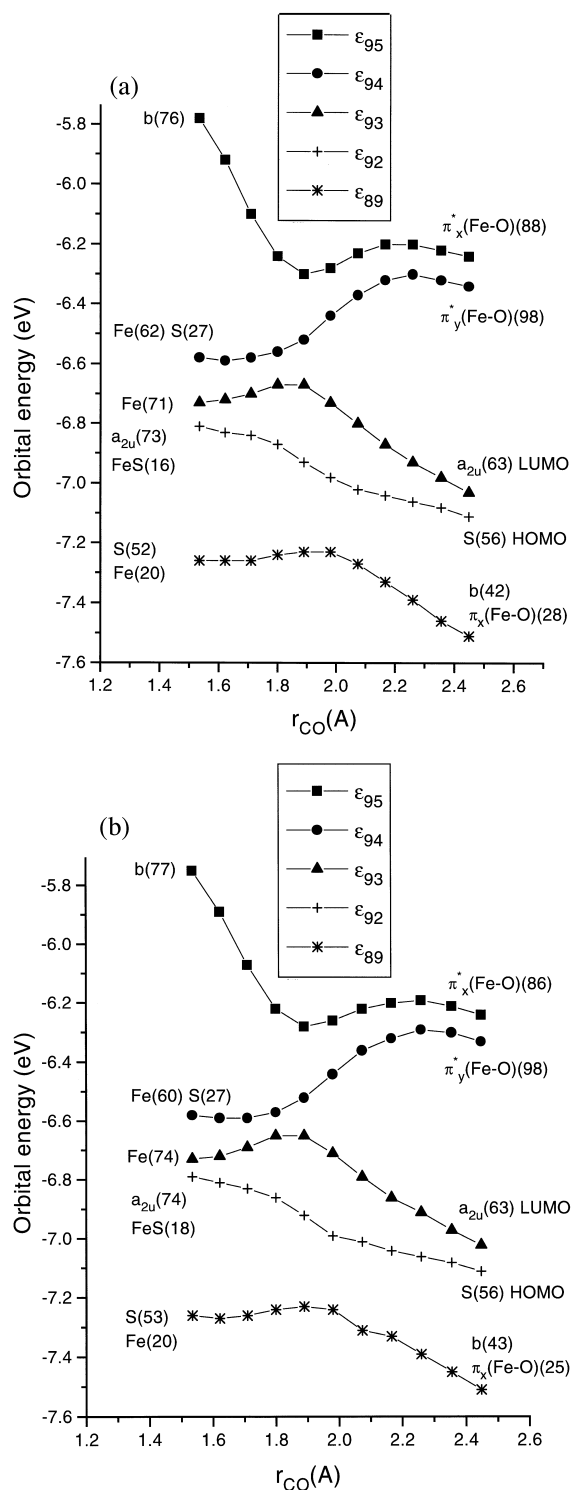 (a)
ε95
ε94
ε93
ε92
ε89
b(76)
-5.8
-6.0
-6.2
-6.4
-6.6
-6.8
-7.0
-7.2
-7.4
-7.6
Orbital energy (eV)
π*x(Fe-O)(88)
π*y(Fe-O)(98)
Fe(62) S(27)
Fe(71)
a2u(73)
FeS(16)
a2u(63) LUMO
S(56) HOMO
S(52)
Fe(20)
b(42)
πx(Fe-O)(28)
1.2 1.4 1.6 1.8 2.0 2.2 2.4 2.6
rCO(A)
(b)
ε95
ε94
ε93
ε92
ε89
b(77)
-5.8
-6.0
-6.2
-6.4
-6.6
-6.8
-7.0
-7.2
-7.4
-7.6
Orbital energy (eV)
π*x(Fe-O)(86)
π*y(Fe-O)(98)
Fe(60) S(27)
Fe(74)
a2u(74)
FeS(18)
a2u(63) LUMO
S(56) HOMO
S(53)
Fe(20)
b(43)
πx(Fe-O)(25)
1.2 1.4 1.6 1.8 2.0 2.2 2.4 2.6
rCO(A)